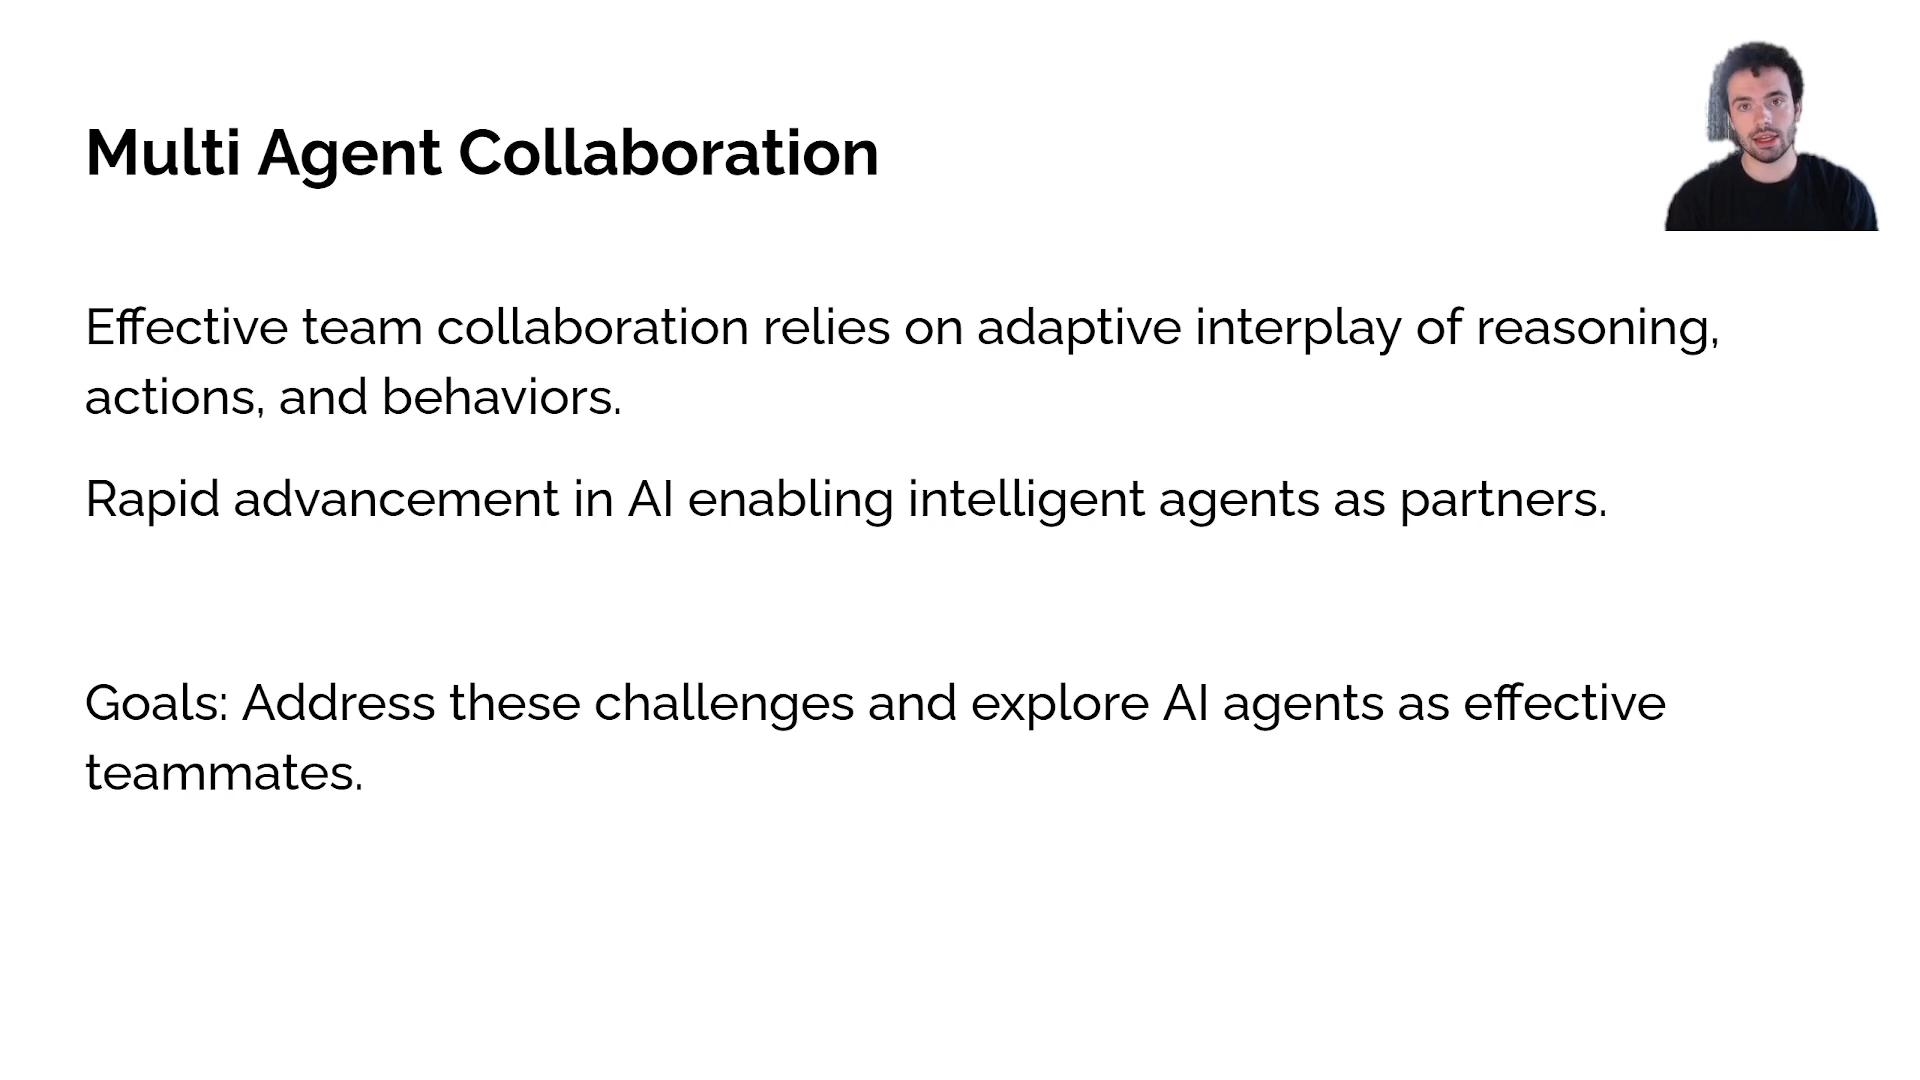 Multi Agent Collaboration
Effective team collaboration relies on adaptive interplay of reasoning,
actions, and behaviors.
Rapid advancement in AI enabling intelligent agents as partners.
Goals: Address these challenges and explore AI agents as effective
teammates.